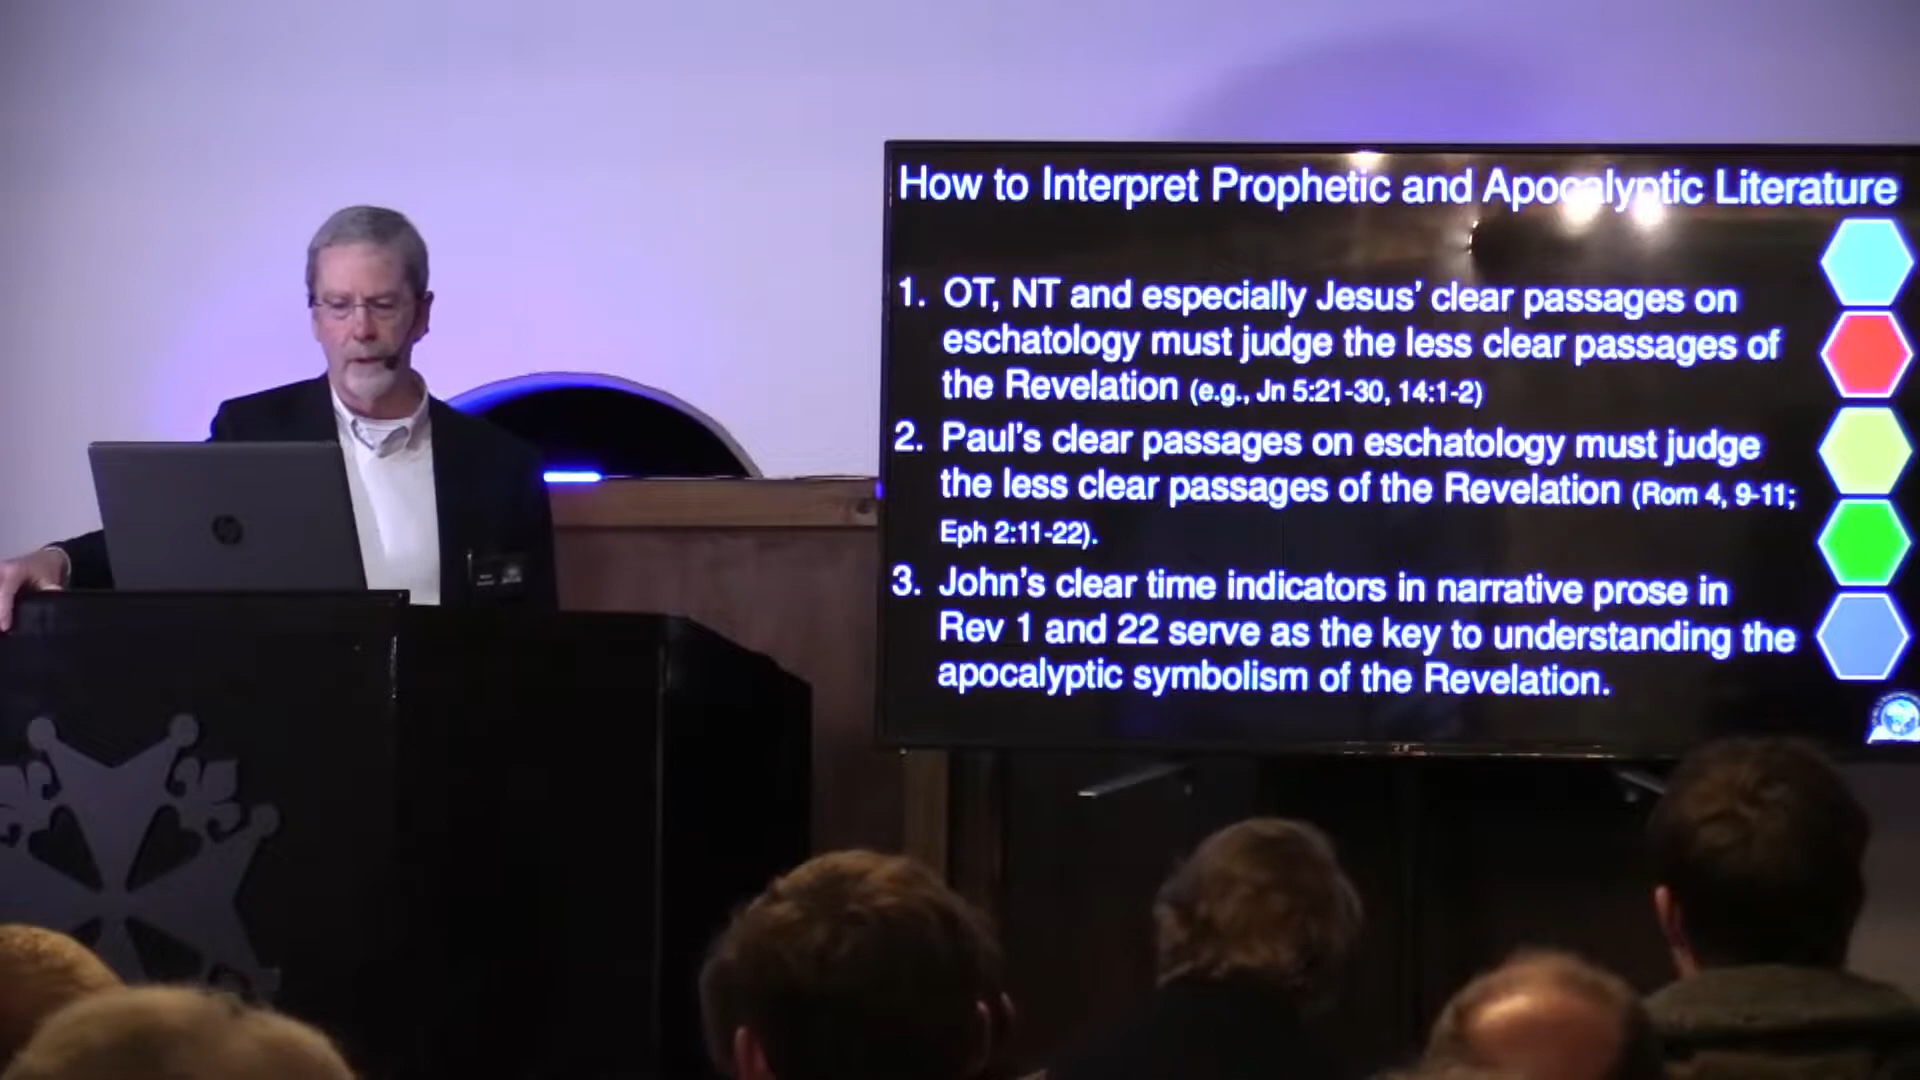 How to Interpret Prophetic and Apocalyptic Literature
1. OT, NT and especially Jesus’ clear passages on
eschatology must judge the less clear passages of
the Revelation (e.g., Jn 5:21-30, 14:1-2)
2. Paul’s clear passages on eschatology must judge
the less clear passages of the Revelation (Rom 4, 9-11;
Eph 2:11-22).
3. John’s clear time indicators in narrative prose in
Rev 1 and 22 serve as the key to understanding the
apocalyptic symbolism of the Revelation.
hp